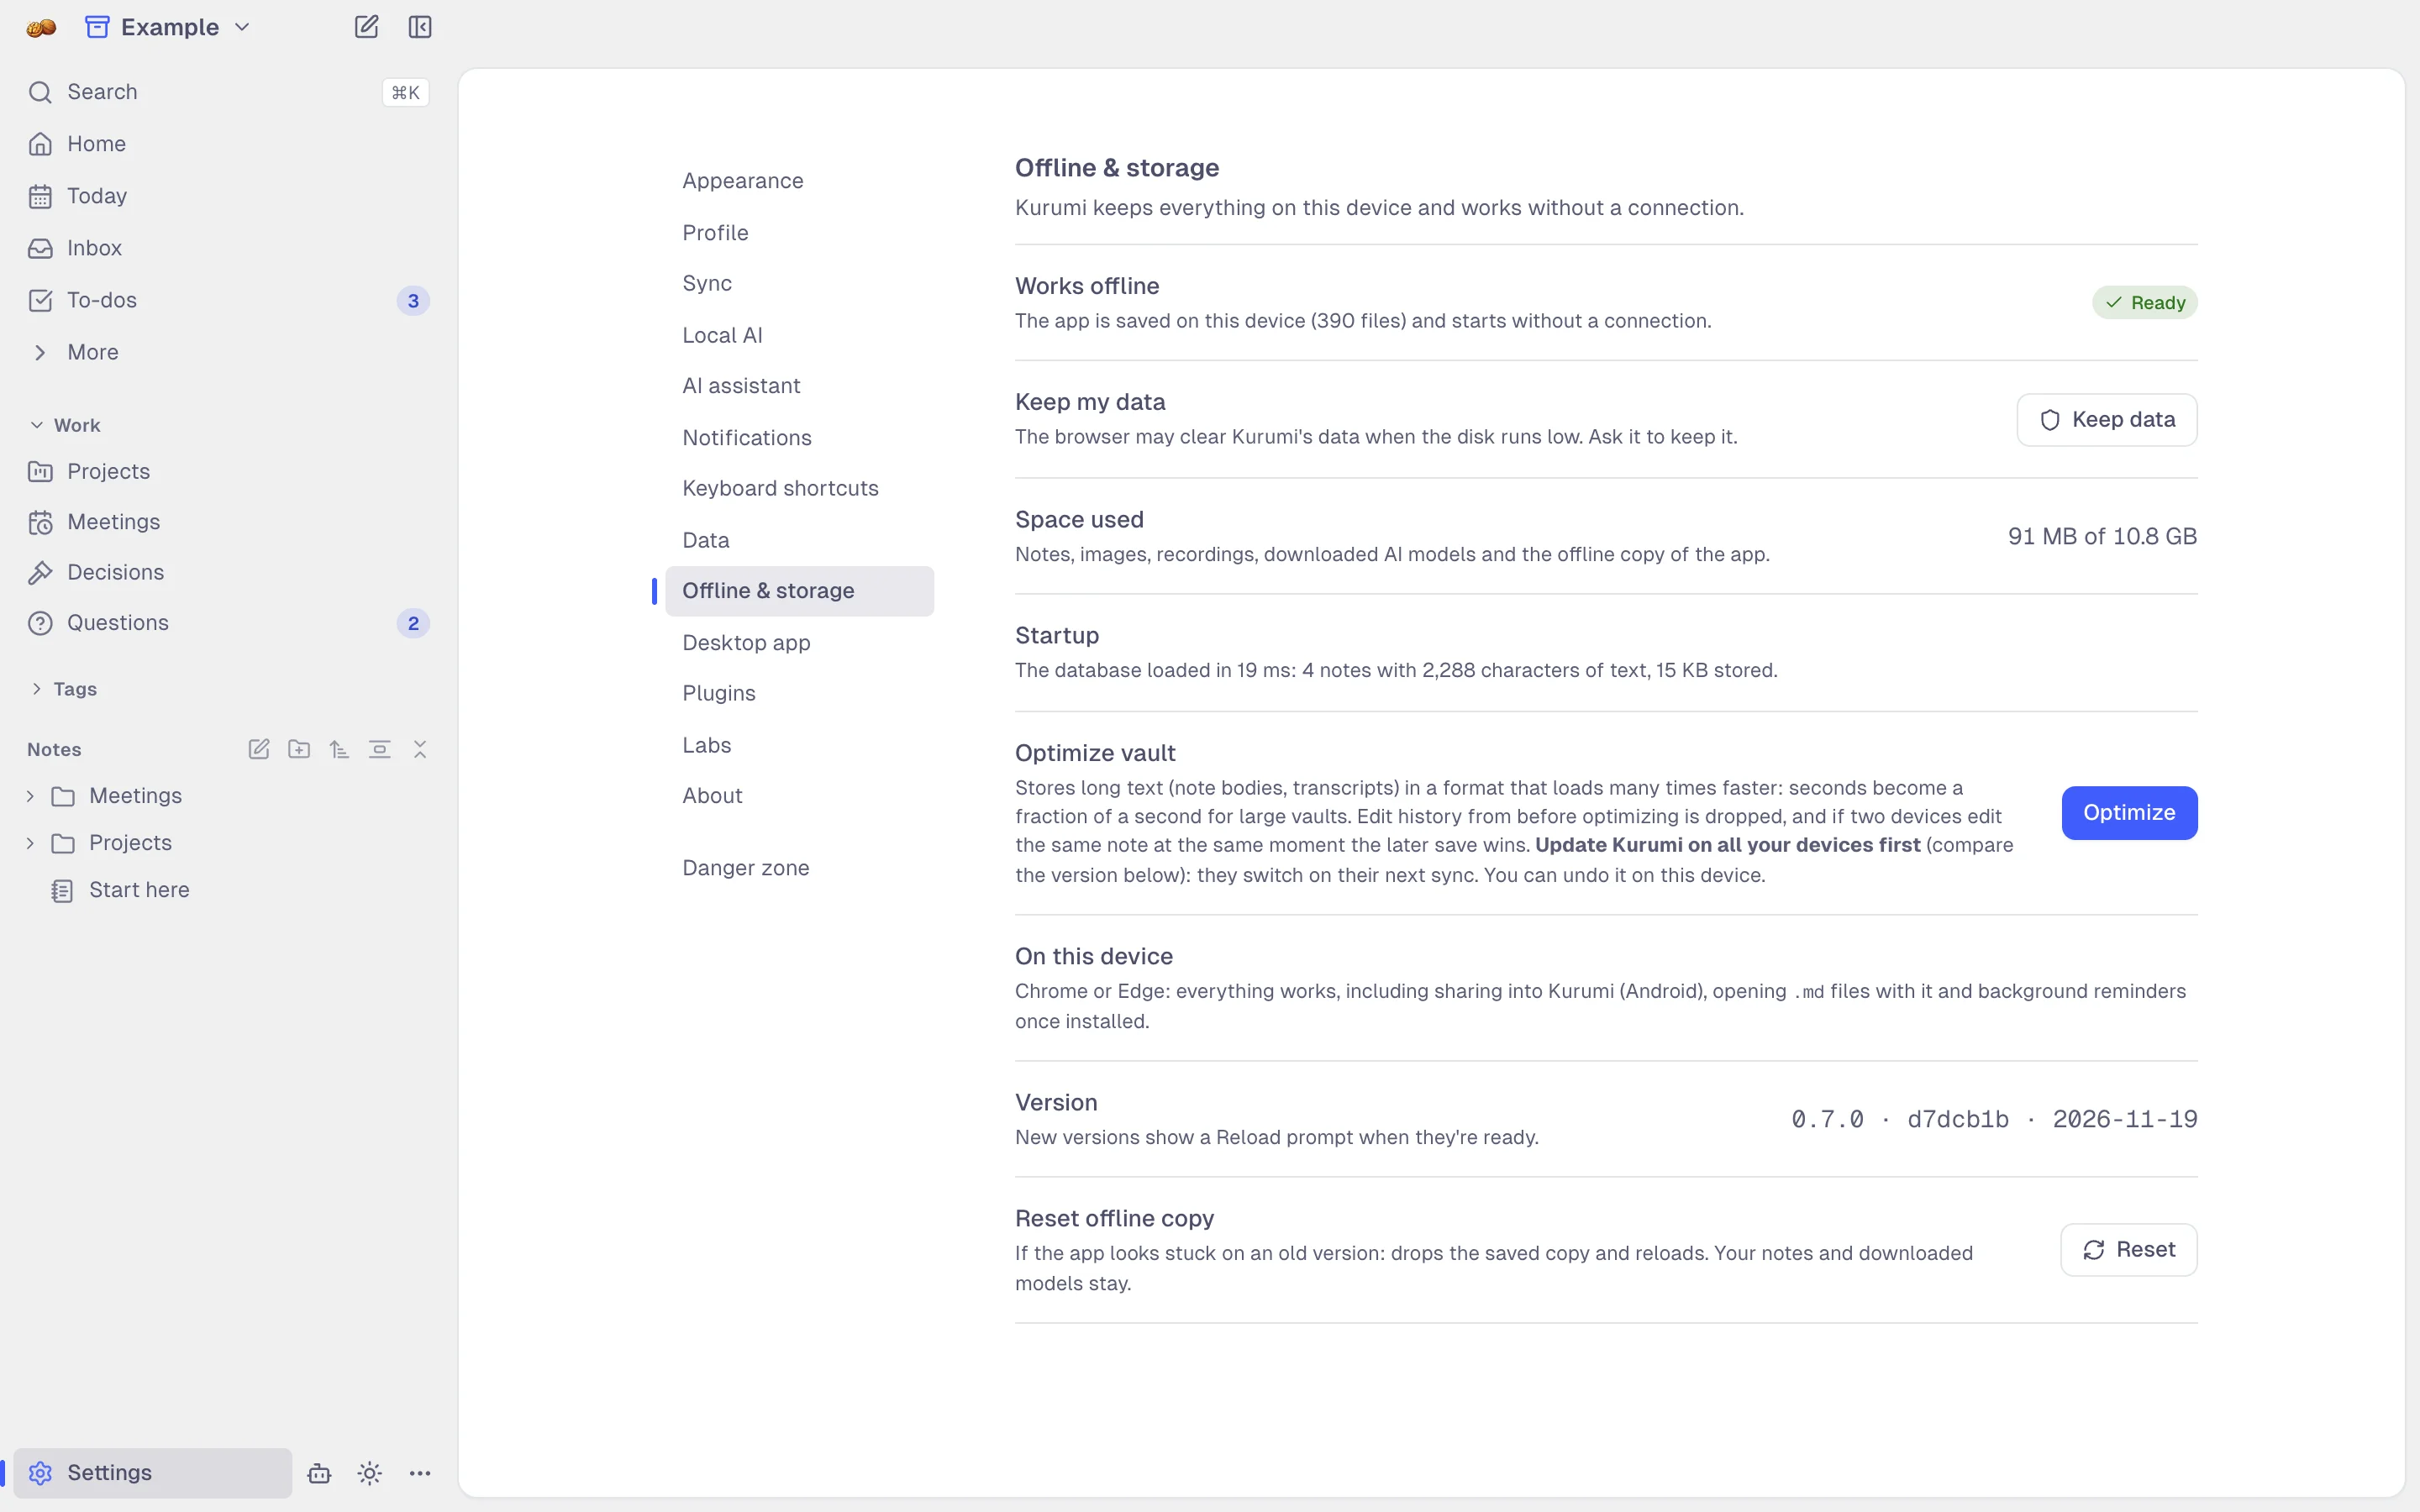 Example
Search
⌘K
Home
Today
Inbox
To-dos
3
More
Work
Projects
Meetings
Decisions
Questions
2
Tags
Notes
Meetings
Projects
Start here
Settings
Appearance
Profile
Sync
Local AI
AI assistant
Notifications
Keyboard shortcuts
Data
Offline & storage
Desktop app
Plugins
Labs
About
Danger zone
Offline & storage
Kurumi keeps everything on this device and works without a connection.
Works offline
The app is saved on this device (390 files) and starts without a connection.
Ready
Keep my data
The browser may clear Kurumi's data when the disk runs low. Ask it to keep it.
Keep data
Space used
Notes, images, recordings, downloaded AI models and the offline copy of the app.
91 MB of 10.8 GB
Startup
The database loaded in 19 ms: 4 notes with 2,288 characters of text, 15 KB stored.
Optimize vault
Stores long text (note bodies, transcripts) in a format that loads many times faster: seconds become a
fraction of a second for large vaults. Edit history from before optimizing is dropped, and if two devices edit
the same note at the same moment the later save wins. Update Kurumi on all your devices first (compare
the version below): they switch on their next sync. You can undo it on this device.
Optimize
On this device
Chrome or Edge: everything works, including sharing into Kurumi (Android), opening .md files with it and background reminders
once installed.
Version
New versions show a Reload prompt when they're ready.
0.7.0 · d7dcb1b · 2026-11-19
Reset offline copy
If the app looks stuck on an old version: drops the saved copy and reloads. Your notes and downloaded
models stay.
Reset